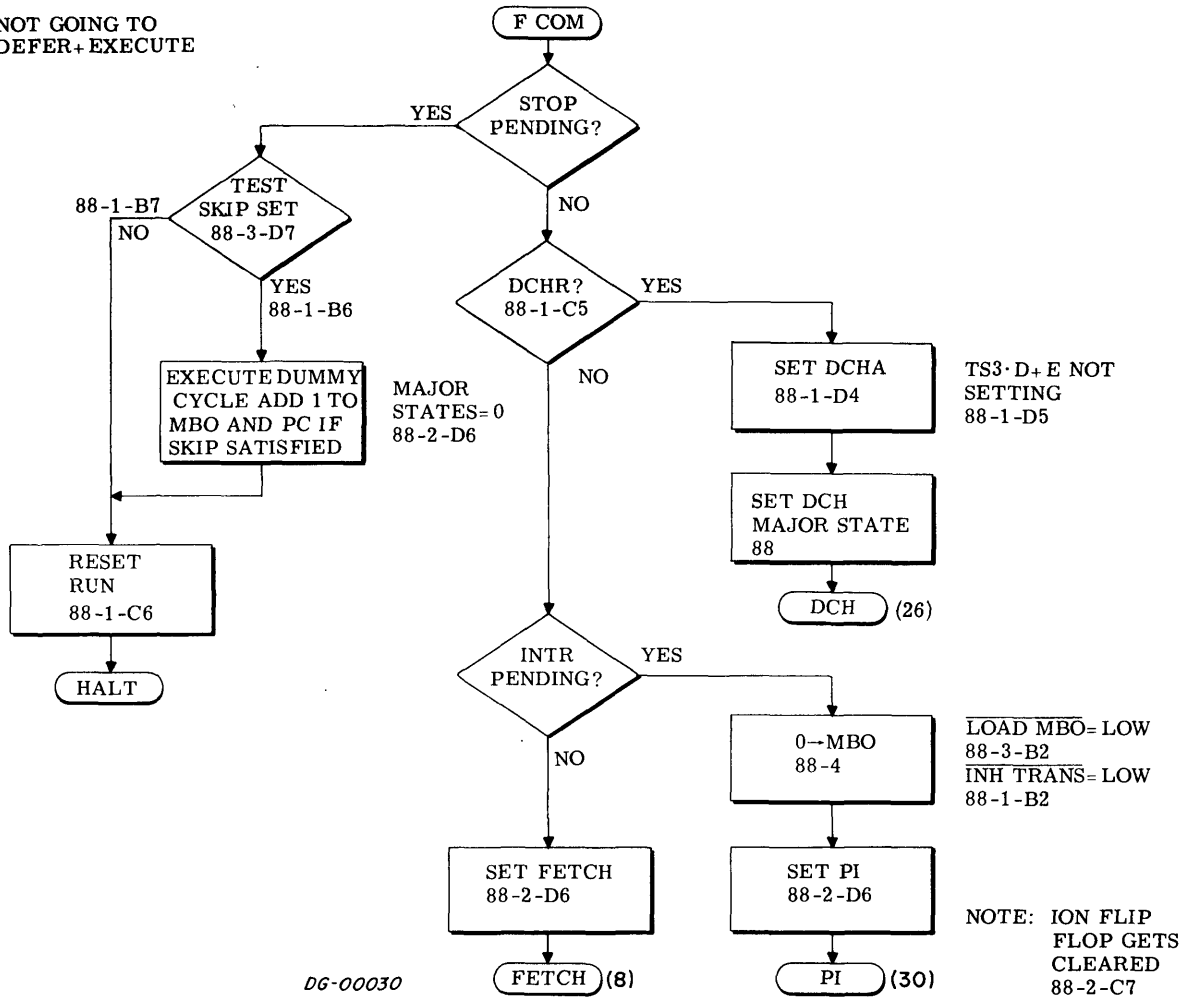 NOT GOING TO
DEFER+EXECUTE
F COM
STOP
PENDING?
YES
NO
TEST
SKIP SET
88-3-D7
88-1-B7
NO
YES
88-1-B6
DCHR?
88-1-C5
YES
NO
EXECUTE DUMMY
CYCLE ADD 1 TO
MBO AND PC IF
SKIP SATISFIED
MAJOR
STATES=0
88-2-D6
SET DCHA
88-1-D4
TS3·D+E NOT
SETTING
88-1-D5
SET DCH
MAJOR STATE
88
DCH (26)
RESET
RUN
88-1-C6
HALT
INTR
PENDING?
YES
NO
0→MBO
88-4
LOAD MBO=LOW
88-3-B2
INH TRANS=LOW
88-1-B2
SET FETCH
88-2-D6
SET PI
88-2-D6
NOTE: ION FLIP
FLOP GETS
CLEARED
88-2-C7
DG-00030
FETCH (8)
PI (30)